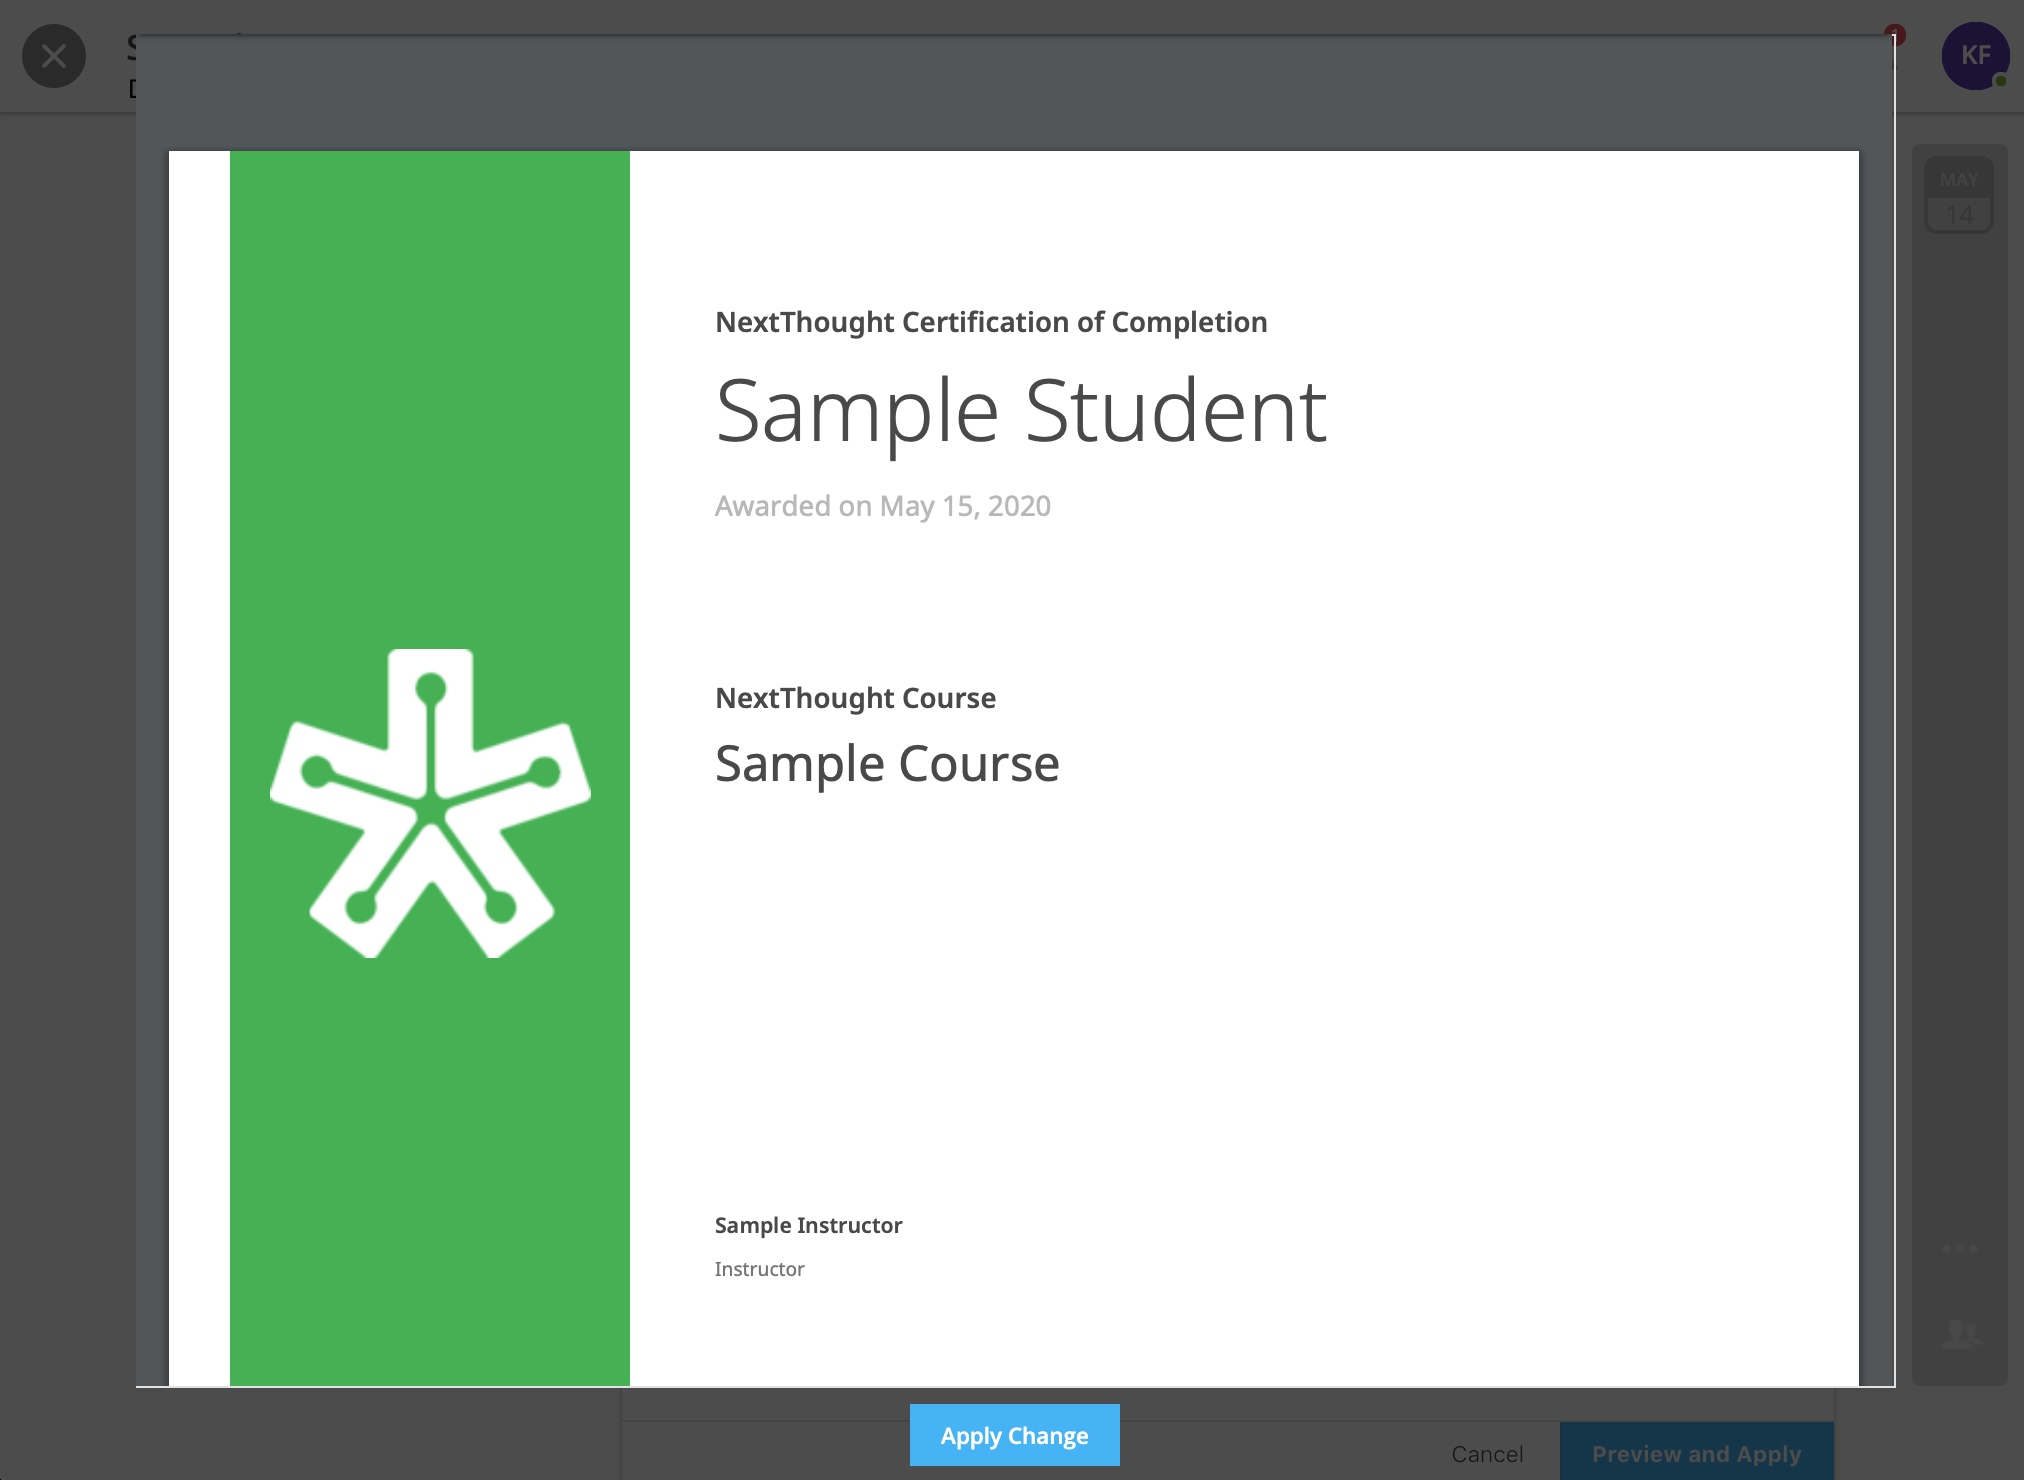 KF
MAY
14
NextThought Certification of Completion
Sample Student
Awarded on May 15, 2020
NextThought Course
Sample Course
Sample Instructor
Instructor
Apply Change
Cancel
Preview and Apply